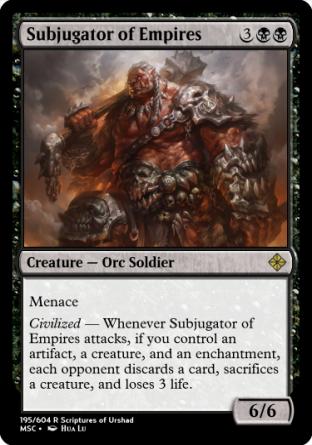 Subjugator of Empires 3
Creature — Orc Soldier
Menace
Civilized — Whenever Subjugator of
Empires attacks, if you control an
artifact, a creature, and an enchantment,
each opponent discards a card, sacrifices
a creature, and loses 3 life.
6/6
195/604 R Scriptures of Urshad
MSC • Hua Lu